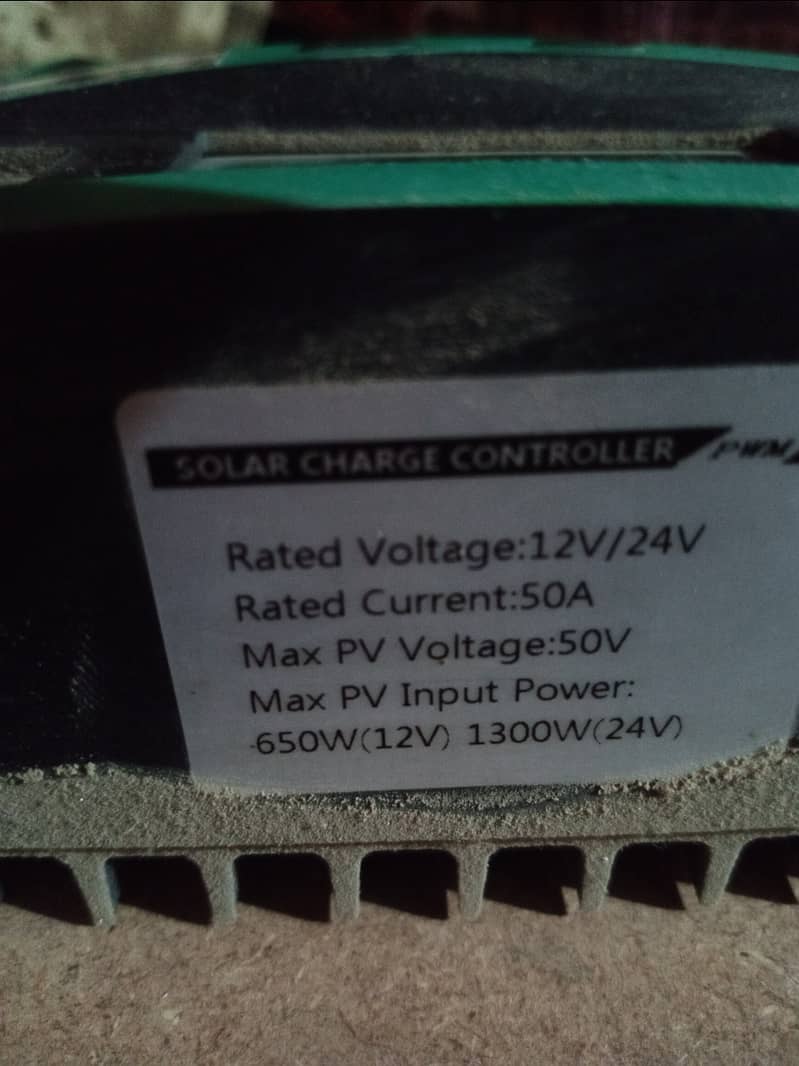 SOLAR CHARGE CONTROLLER PWM
Rated Voltage:12V/24V
Rated Current:50A
Max PV Voltage:50V
Max PV Input Power:
-650W(12V) 1300W(24V)